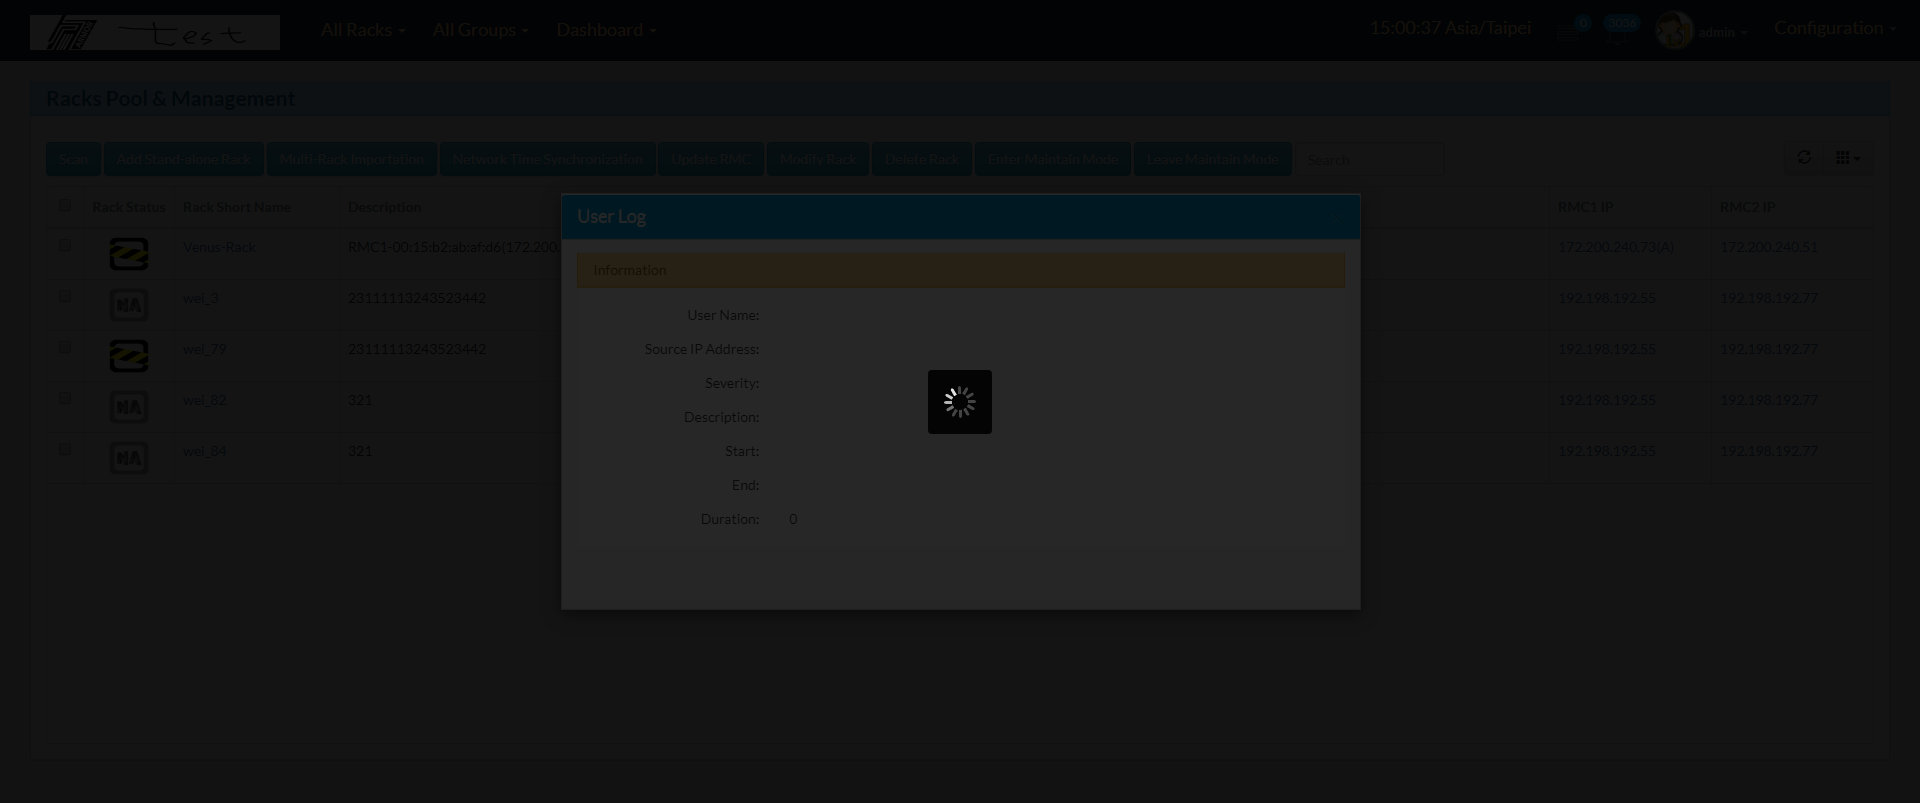 test
All Racks
All Groups
Dashboard
15:00:37 Asia/Taipei
0
3036
admin
Configuration
Racks Pool & Management
Scan
Add Stand-alone Rack
Multi-Rack Importation
Network Time Synchronization
Update RMC
Modify Rack
Delete Rack
Enter Maintain Mode
Leave Maintain Mode
Search
Rack Status Rack Short Name Description RMC1 IP RMC2 IP
Venus-Rack RMC1-00:15:b2:ab:af:d6(172.200. 172.200.240.73(A) 172.200.240.51
NA wei_3 23111113243523442 192.198.192.55 192.198.192.77
wei_79 23111113243523442 192.198.192.55 192.198.192.77
NA wei_82 321 192.198.192.55 192.198.192.77
NA wei_84 321 192.198.192.55 192.198.192.77
User Log
Information
User Name:
Source IP Address:
Severity:
Description:
Start:
End:
Duration: 0